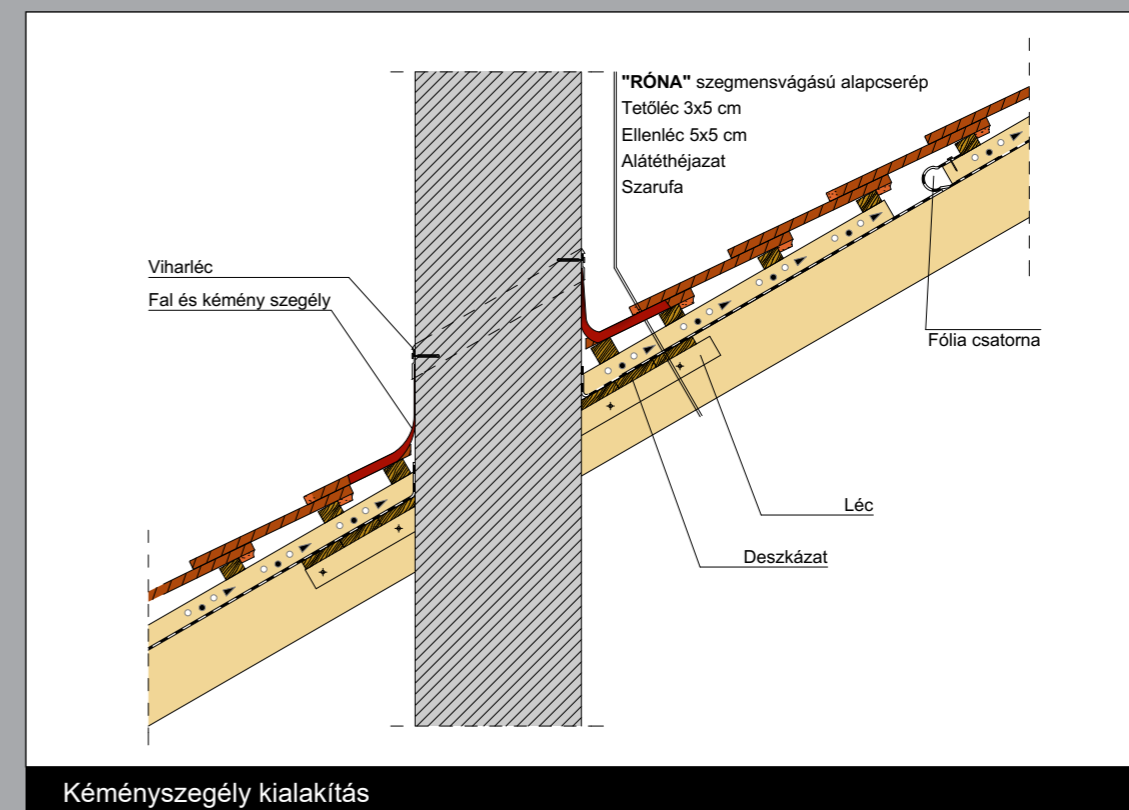 "RÓNA" szegmensvágású alapcserép
Tetőléc 3x5 cm
Ellenléc 5x5 cm
Alátéthéjazat
Szarufa
Viharléc
Fal és kémény szegély
Fólia csatorna
Léc
Deszkázat
Kéményszegély kialakítás